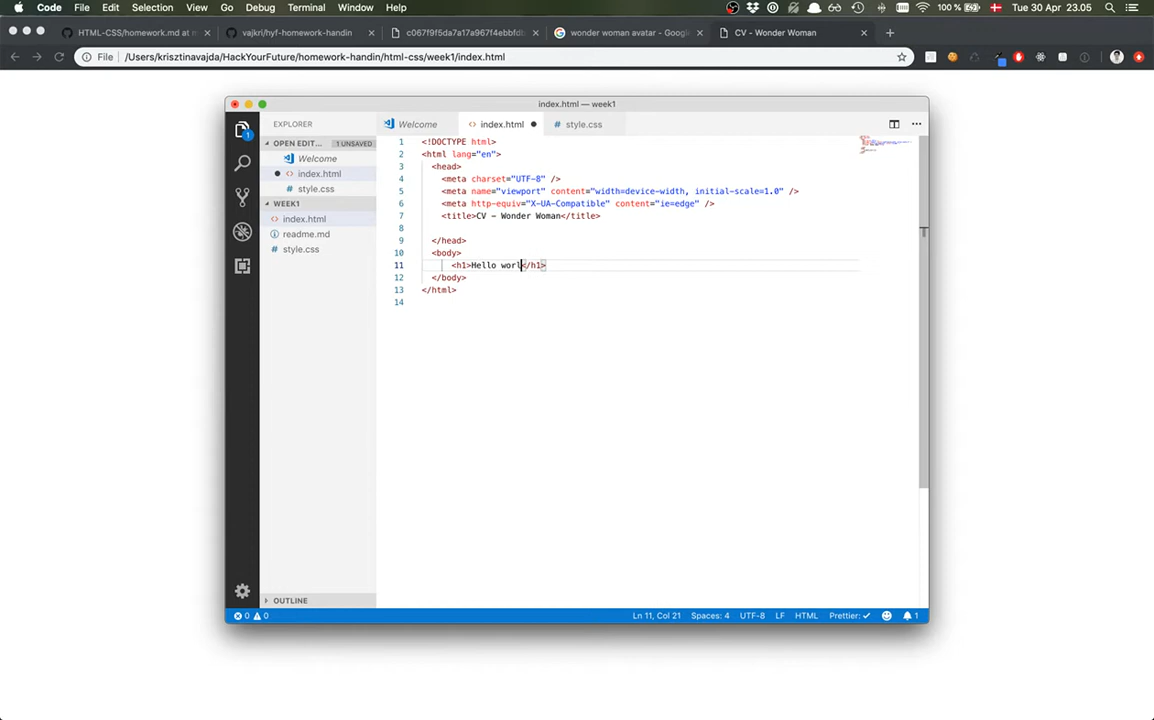 Code File Edit Selection View Go Debug Terminal Window Help 100 % Tue 30 Apr 23.05
HTML-CSS/homework.md at m vajkri/hyf-homework-handin c067f9f5da7a17a967f4ebbfdb wonder woman avatar - Google CV - Wonder Woman
File /Users/krisztinavajda/HackYourFuture/homework-handin/html-css/week1/index.html
index.html — week1
EXPLORER Welcome index.html style.css
OPEN EDIT... 1 UNSAVED
Welcome
index.html
style.css
WEEK1
index.html
readme.md
style.css
1 <!DOCTYPE html>
2 <html lang="en">
3 <head>
4 <meta charset="UTF-8" />
5 <meta name="viewport" content="width=device-width, initial-scale=1.0" />
6 <meta http-equiv="X-UA-Compatible" content="ie=edge" />
7 <title>CV - Wonder Woman</title>
8
9 </head>
10 <body>
11 <h1>Hello worl</h1>
12 </body>
13 </html>
14
OUTLINE
0 0 Ln 11, Col 21 Spaces: 4 UTF-8 LF HTML Prettier: ✓ 1